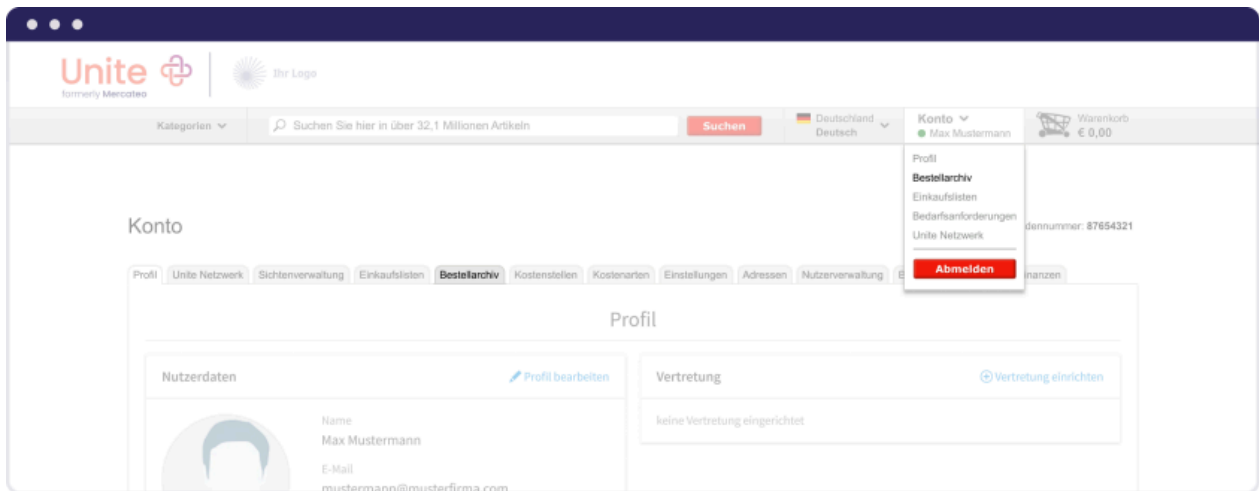 Unite
formerly Mercateo
Ihr Logo
Kategorien
Suchen Sie hier in über 32,1 Millionen Artikeln
Suchen
Deutschland
Deutsch
Konto
Max Mustermann
Warenkorb
€ 0,00
Profil
Bestellarchiv
Einkaufslisten
Bedarfsanforderungen
Unite Netzwerk
Abmelden
Konto
dennummer: 87654321
Profil Unite Netzwerk Sichtenverwaltung Einkaufslisten Bestellarchiv Kostenstellen Kostenarten Einstellungen Adressen Nutzerverwaltung B inanzen
Profil
Nutzerdaten
Profil bearbeiten
Vertretung
Vertretung einrichten
Name
Max Mustermann
keine Vertretung eingerichtet
E-Mail
mustermann@musterfirma.com